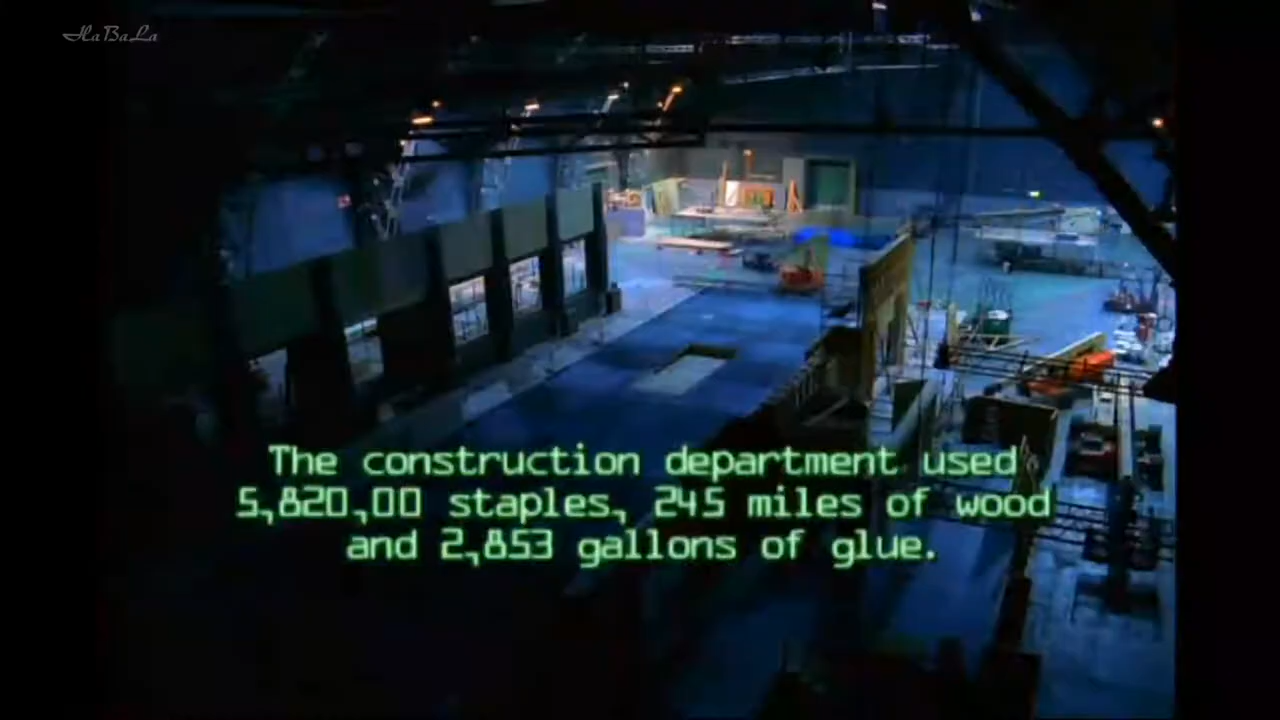 HaBaLa
The construction department used
5,820,00 staples, 245 miles of wood
and 2,853 gallons of glue.